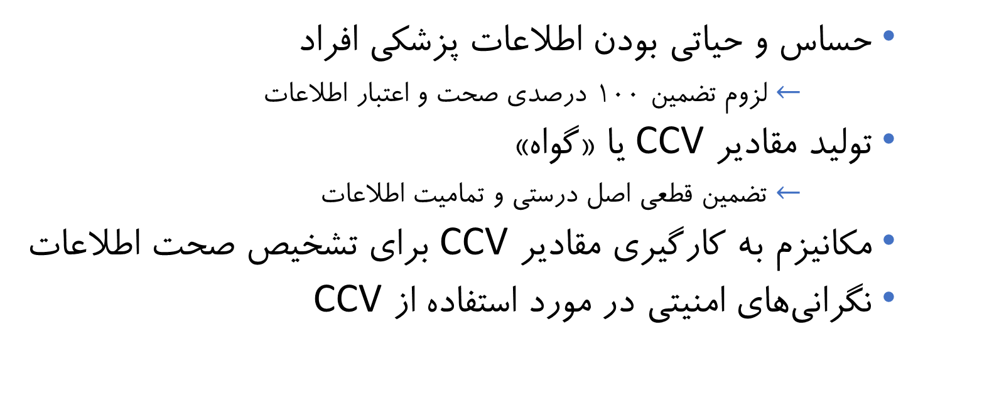 • حساس و حیاتی بودن اطلاعات پزشکی افراد
← لزوم تضمین ۱۰۰ درصدی صحت و اعتبار اطلاعات
• تولید مقادیر CCV یا «گواه»
← تضمین قطعی اصل درستی و تمامیت اطلاعات
• مکانیزم به کارگیری مقادیر CCV برای تشخیص صحت اطلاعات
• نگرانی‌های امنیتی در مورد استفاده از CCV